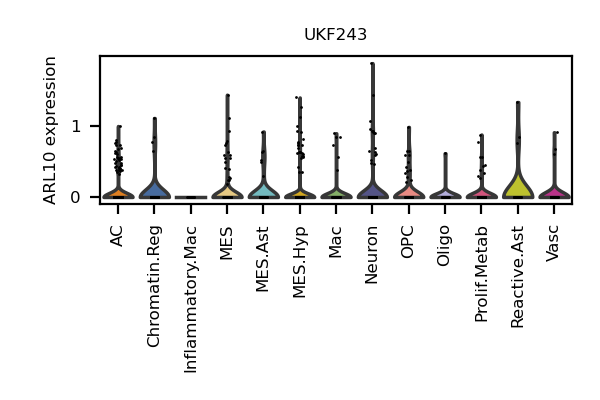 UKF243
ARL10 expression
1
0
AC
Chromatin.Reg
Inflammatory.Mac
MES
MES.Ast
MES.Hyp
Mac
Neuron
OPC
Oligo
Prolif.Metab
Reactive.Ast
Vasc